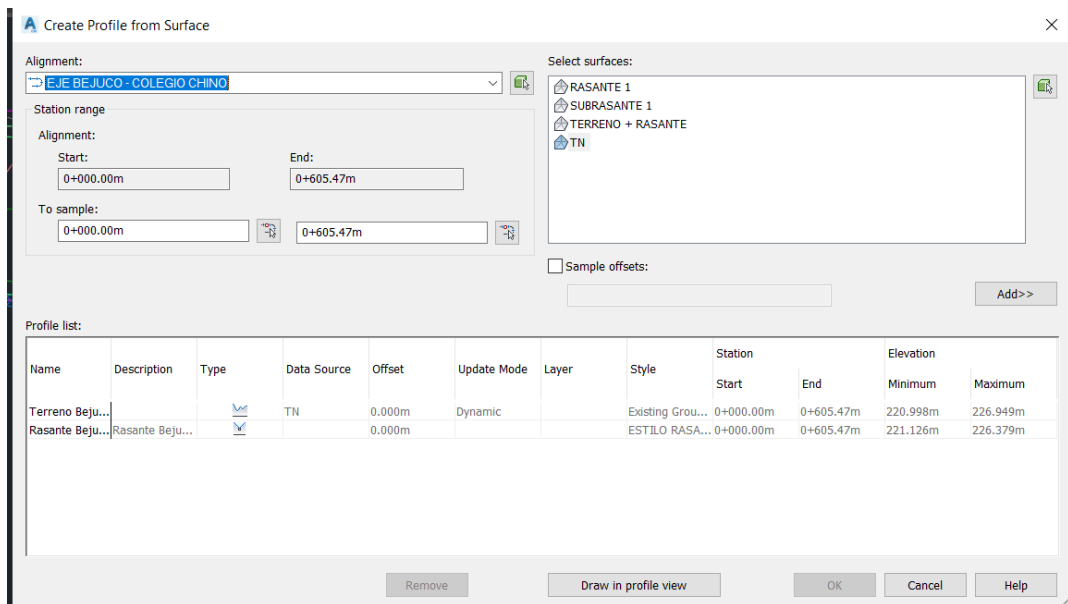 Create Profile from Surface
Alignment:
EJE BEJUCO - COLEGIO CHINO
Station range
Alignment:
Start: End:
0+000.00m 0+605.47m
To sample:
0+000.00m 0+605.47m
Select surfaces:
RASANTE 1
SUBRASANTE 1
TERRENO + RASANTE
TN
Sample offsets:
Add>>
Profile list:
Name Description Type Data Source Offset Update Mode Layer Style Station Elevation
Start End Minimum Maximum
Terreno Beju... TN 0.000m Dynamic Existing Grou... 0+000.00m 0+605.47m 220.998m 226.949m
Rasante Beju... Rasante Beju... 0.000m ESTILO RASA... 0+000.00m 0+605.47m 221.126m 226.379m
Remove Draw in profile view OK Cancel Help